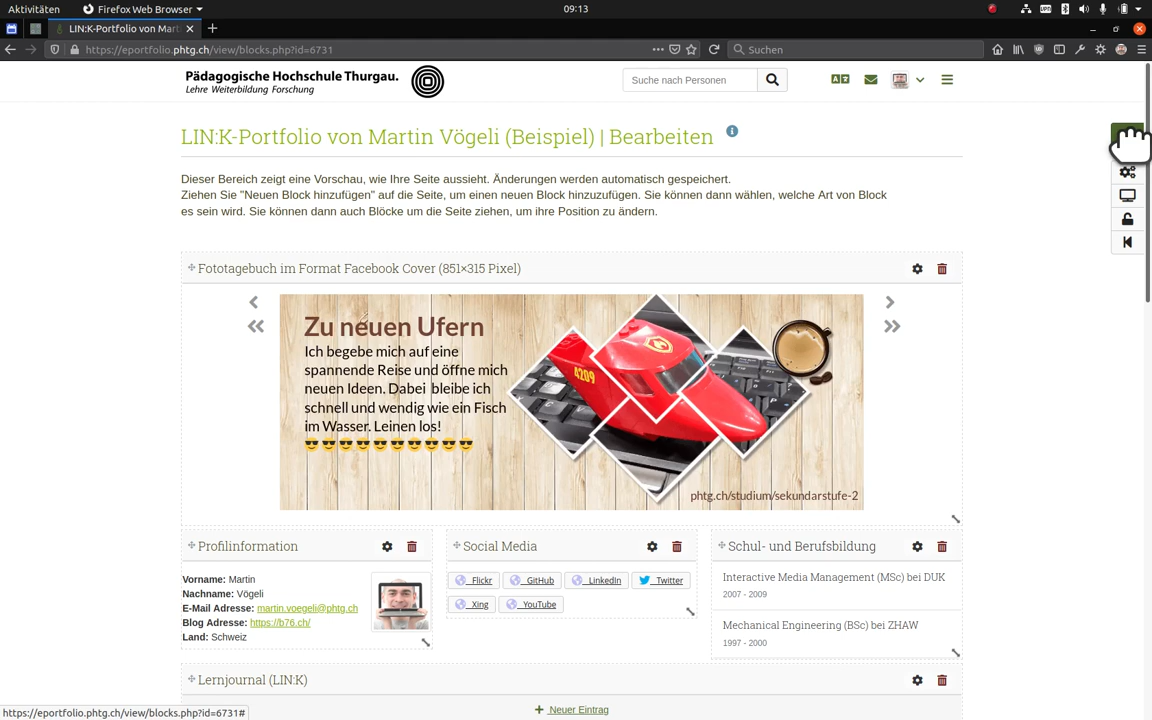 Aktivitäten
Firefox Web Browser
09:13
LIN:K-Portfolio von Mart
https://eportfolio.phtg.ch/view/blocks.php?id=6731
Suchen
Pädagogische Hochschule Thurgau.
Lehre Weiterbildung Forschung
Suche nach Personen
LIN:K-Portfolio von Martin Vögeli (Beispiel) | Bearbeiten
Dieser Bereich zeigt eine Vorschau, wie Ihre Seite aussieht. Änderungen werden automatisch gespeichert.
Ziehen Sie "Neuen Block hinzufügen" auf die Seite, um einen neuen Block hinzuzufügen. Sie können dann wählen, welche Art von Block
es sein wird. Sie können dann auch Blöcke um die Seite ziehen, um ihre Position zu ändern.
Fototagebuch im Format Facebook Cover (851×315 Pixel)
Zu neuen Ufern
Ich begebe mich auf eine
spannende Reise und öffne mich
neuen Ideen. Dabei bleibe ich
schnell und wendig wie ein Fisch
im Wasser. Leinen los!
😎😎😎😎😎😎😎😎😎😎
4209
phtg.ch/studium/sekundarstufe-2
Profilinformation
Vorname: Martin
Nachname: Vögeli
E-Mail Adresse: martin.voegeli@phtg.ch
Blog Adresse: https://b76.ch/
Land: Schweiz
Social Media
Flickr
GitHub
LinkedIn
Twitter
Xing
YouTube
Schul- und Berufsbildung
Interactive Media Management (MSc) bei DUK
2007 - 2009
Mechanical Engineering (BSc) bei ZHAW
1997 - 2000
Lernjournal (LIN:K)
Neuer Eintrag
https://eportfolio.phtg.ch/view/blocks.php?id=6731#